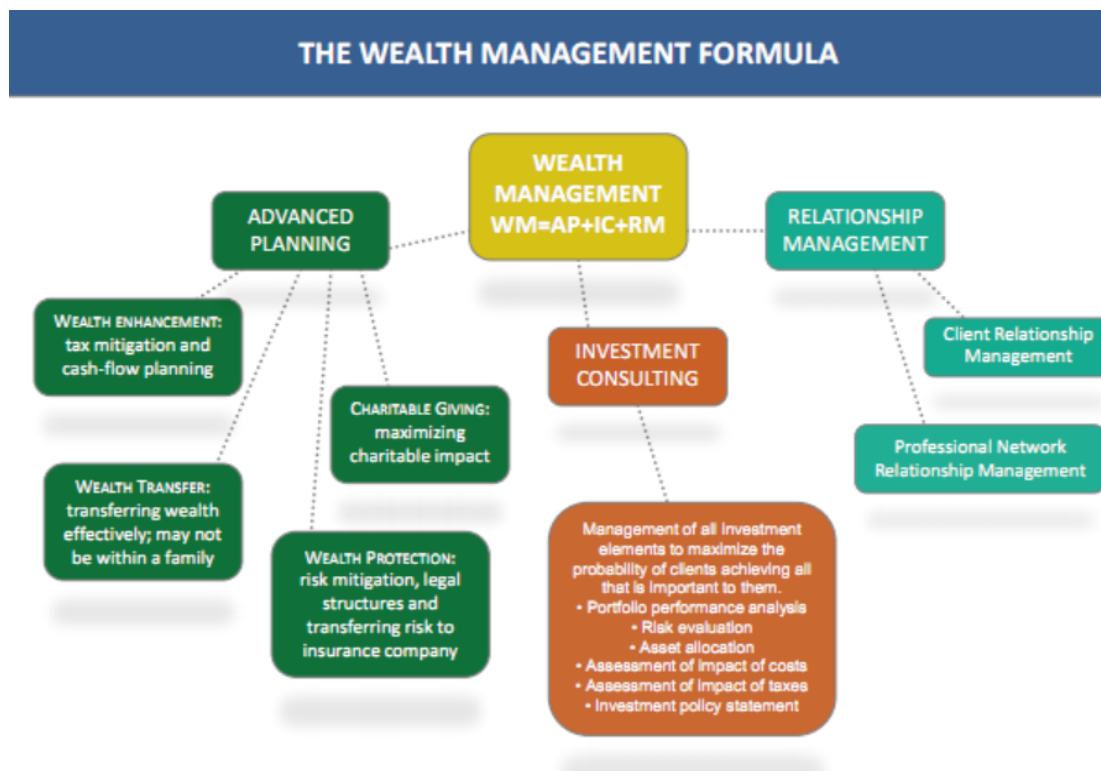 THE WEALTH MANAGEMENT FORMULA
WEALTH
MANAGEMENT
WM=AP+IC+RM
ADVANCED
PLANNING
WEALTH ENHANCEMENT:
tax mitigation and
cash-flow planning
WEALTH TRANSFER:
transferring wealth
effectively; may not
be within a family
CHARITABLE GIVING:
maximizing
charitable impact
WEALTH PROTECTION:
risk mitigation, legal
structures and
transferring risk to
insurance company
INVESTMENT
CONSULTING
Management of all investment
elements to maximize the
probability of clients achieving all
that is important to them.
• Portfolio performance analysis
• Risk evaluation
• Asset allocation
• Assessment of impact of costs
• Assessment of impact of taxes
• Investment policy statement
RELATIONSHIP
MANAGEMENT
Client Relationship
Management
Professional Network
Relationship Management